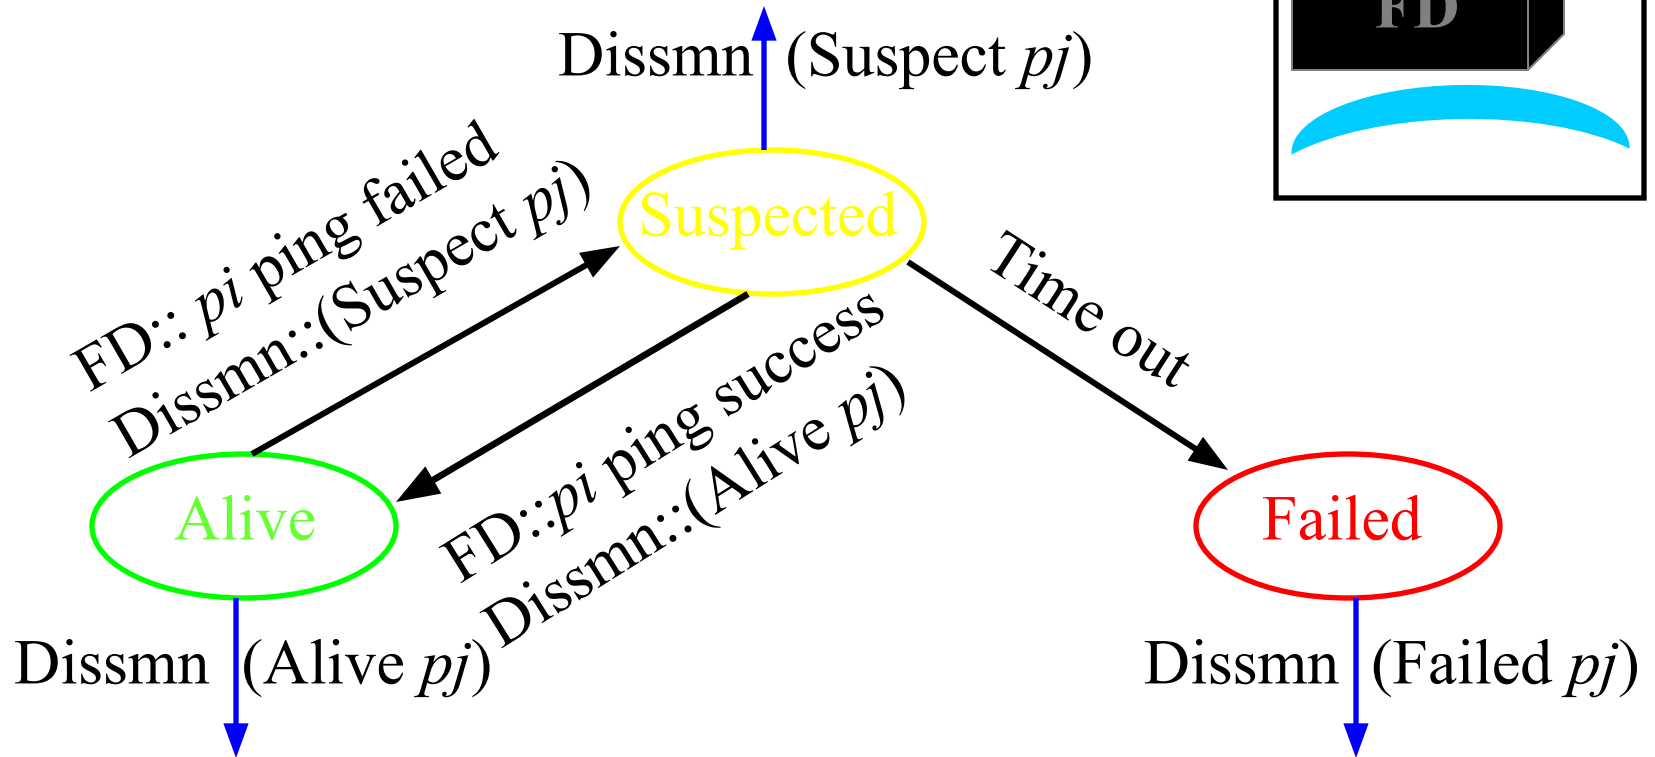 FD
Dissmn (Suspect pj)
FD:: pi ping failed
Dissmn::(Suspect pj)
Suspected
Time out
FD::pi ping success
Dissmn::(Alive pj)
Alive
Failed
Dissmn (Alive pj)
Dissmn (Failed pj)